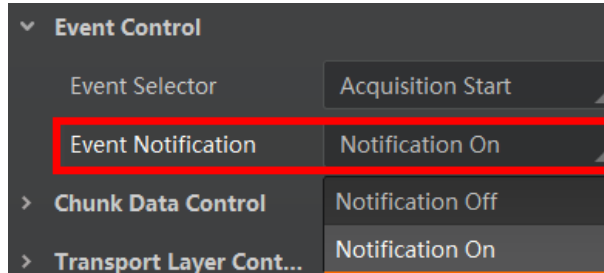 Event Control
Event Selector Acquisition Start
Event Notification Notification On
Chunk Data Control Notification Off
Transport Layer Cont... Notification On